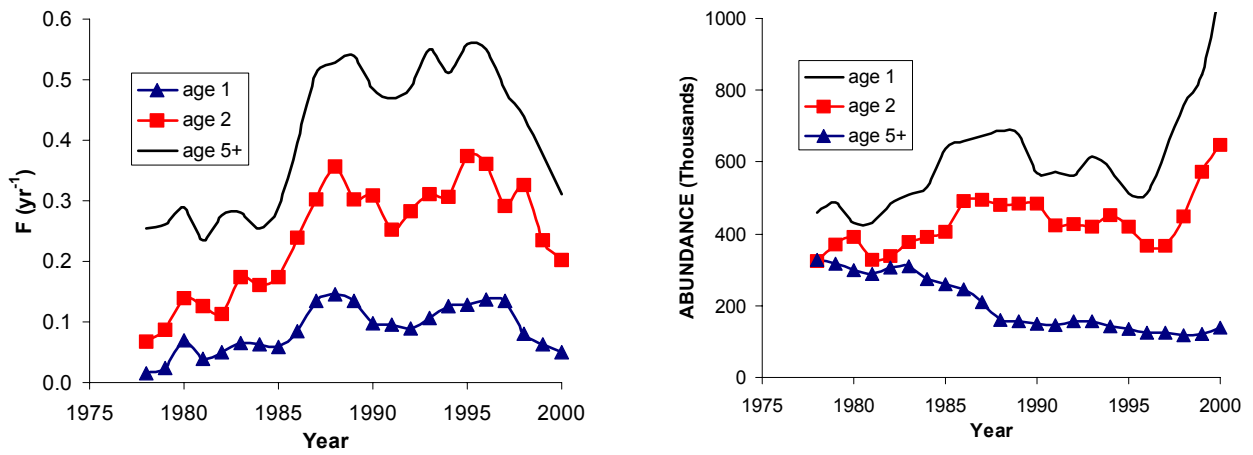 F (yr-1)
0.6
0.5
0.4
0.3
0.2
0.1
0.0
age 1
age 2
age 5+
1975 1980 1985 1990 1995 2000
Year
ABUNDANCE (Thousands)
1000
800
600
400
200
0
age 1
age 2
age 5+
1975 1980 1985 1990 1995 2000
Year